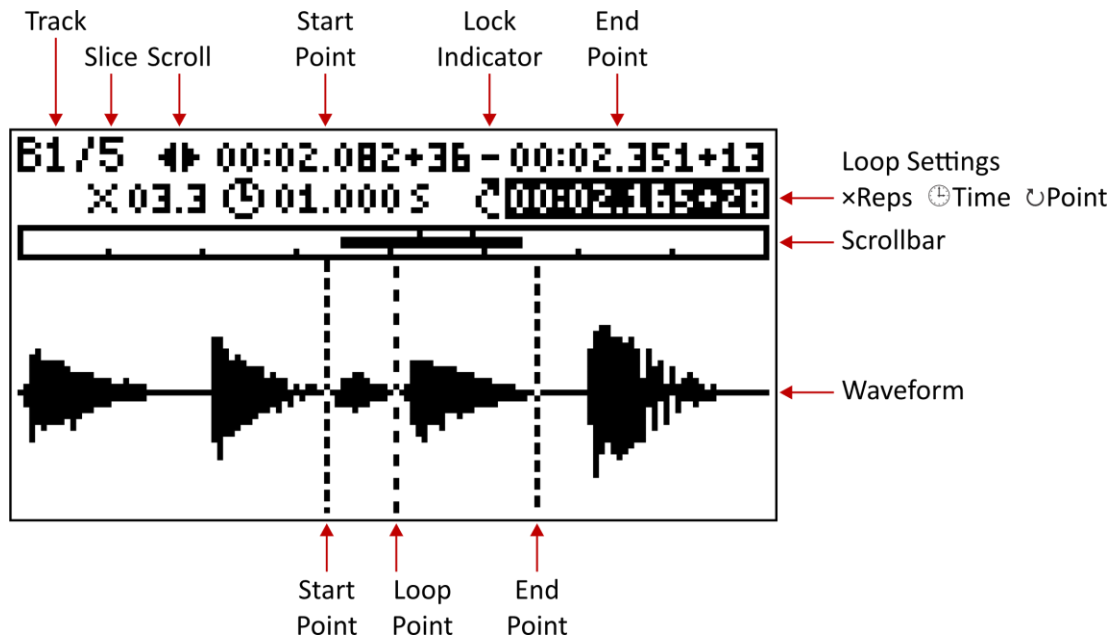 Track
Slice
Scroll
Start
Point
Lock
Indicator
End
Point
B1/5 00:02.082+36-00:02.351+13
×03.3 01.000 S 00:02.165+28
Loop Settings
×Reps 🕒Time ↻Point
Scrollbar
Waveform
Start
Point
Loop
Point
End
Point